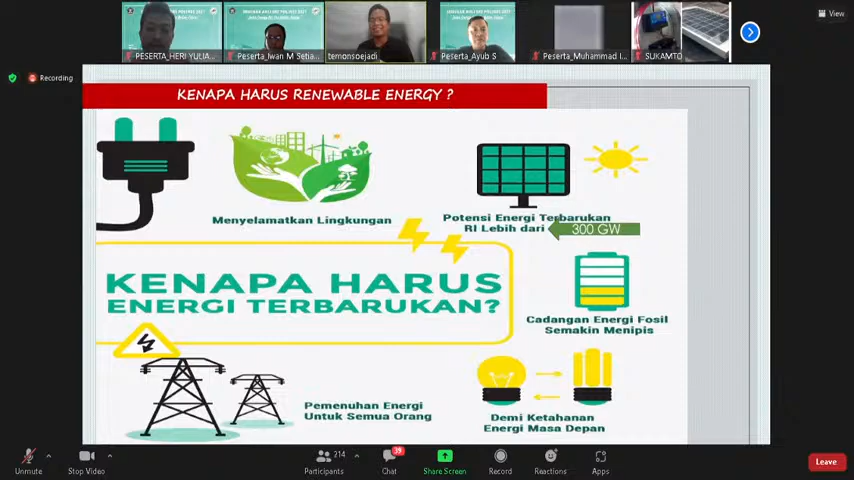 PESERTA_HERI YULIA...
Peserta_Iwan M Setia...
temonsoejadi
Peserta_Ayub S
Peserta_Muhammad I...
SUKAMTO
View
Recording
KENAPA HARUS RENEWABLE ENERGY ?
Menyelamatkan Lingkungan
Potensi Energi Terbarukan
RI Lebih dari
300 GW
KENAPA HARUS
ENERGI TERBARUKAN?
Cadangan Energi Fosil
Semakin Menipis
Pemenuhan Energi
Untuk Semua Orang
Demi Ketahanan
Energi Masa Depan
Unmute
Stop Video
214
Participants
39
Chat
Share Screen
Record
Reactions
Apps
Leave